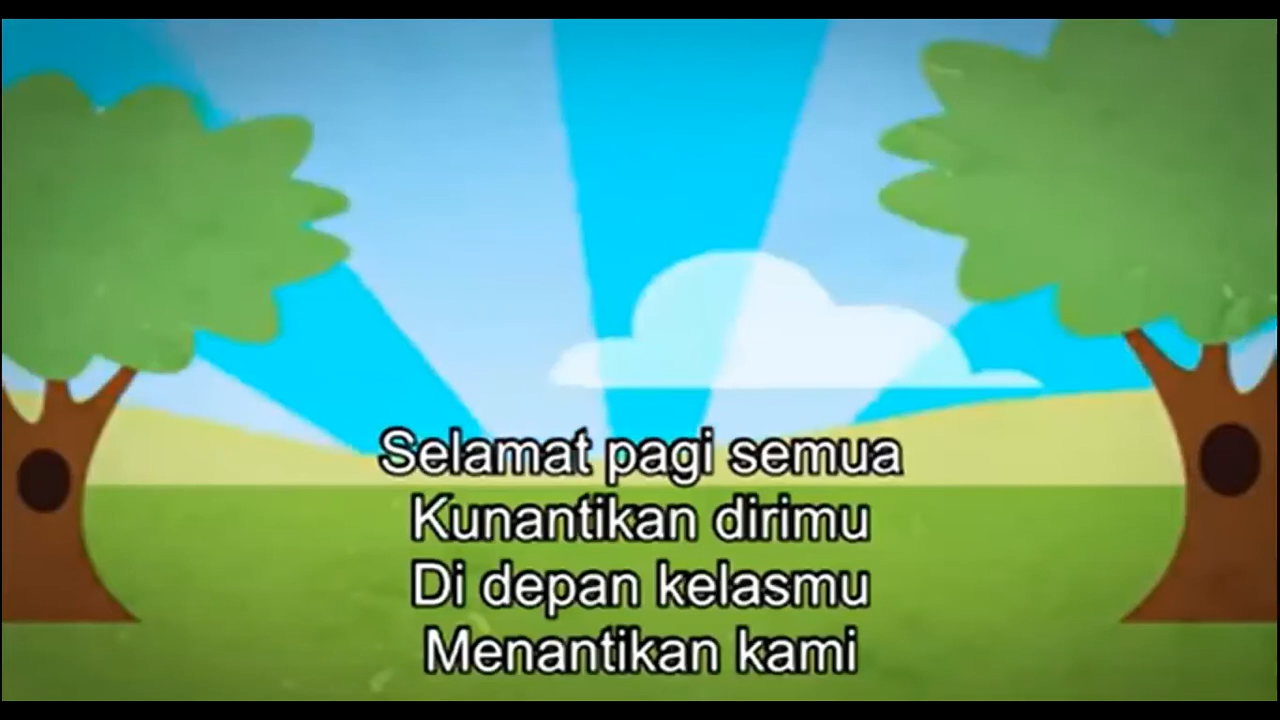 Selamat pagi semua
Kunantikan dirimu
Di depan kelasmu
Menantikan kami